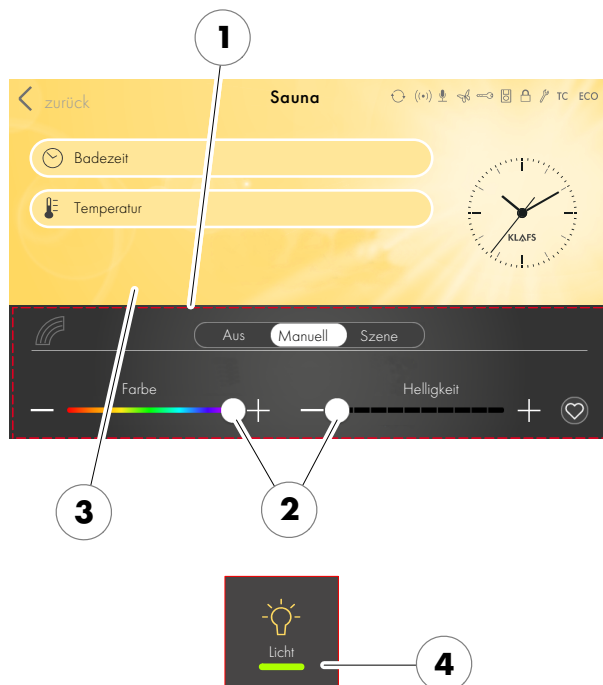 1
zurück
Sauna
TC ECO
Badezeit
Temperatur
KLAFS
Aus Manuell Szene
Farbe Helligkeit
3 2
Licht
4